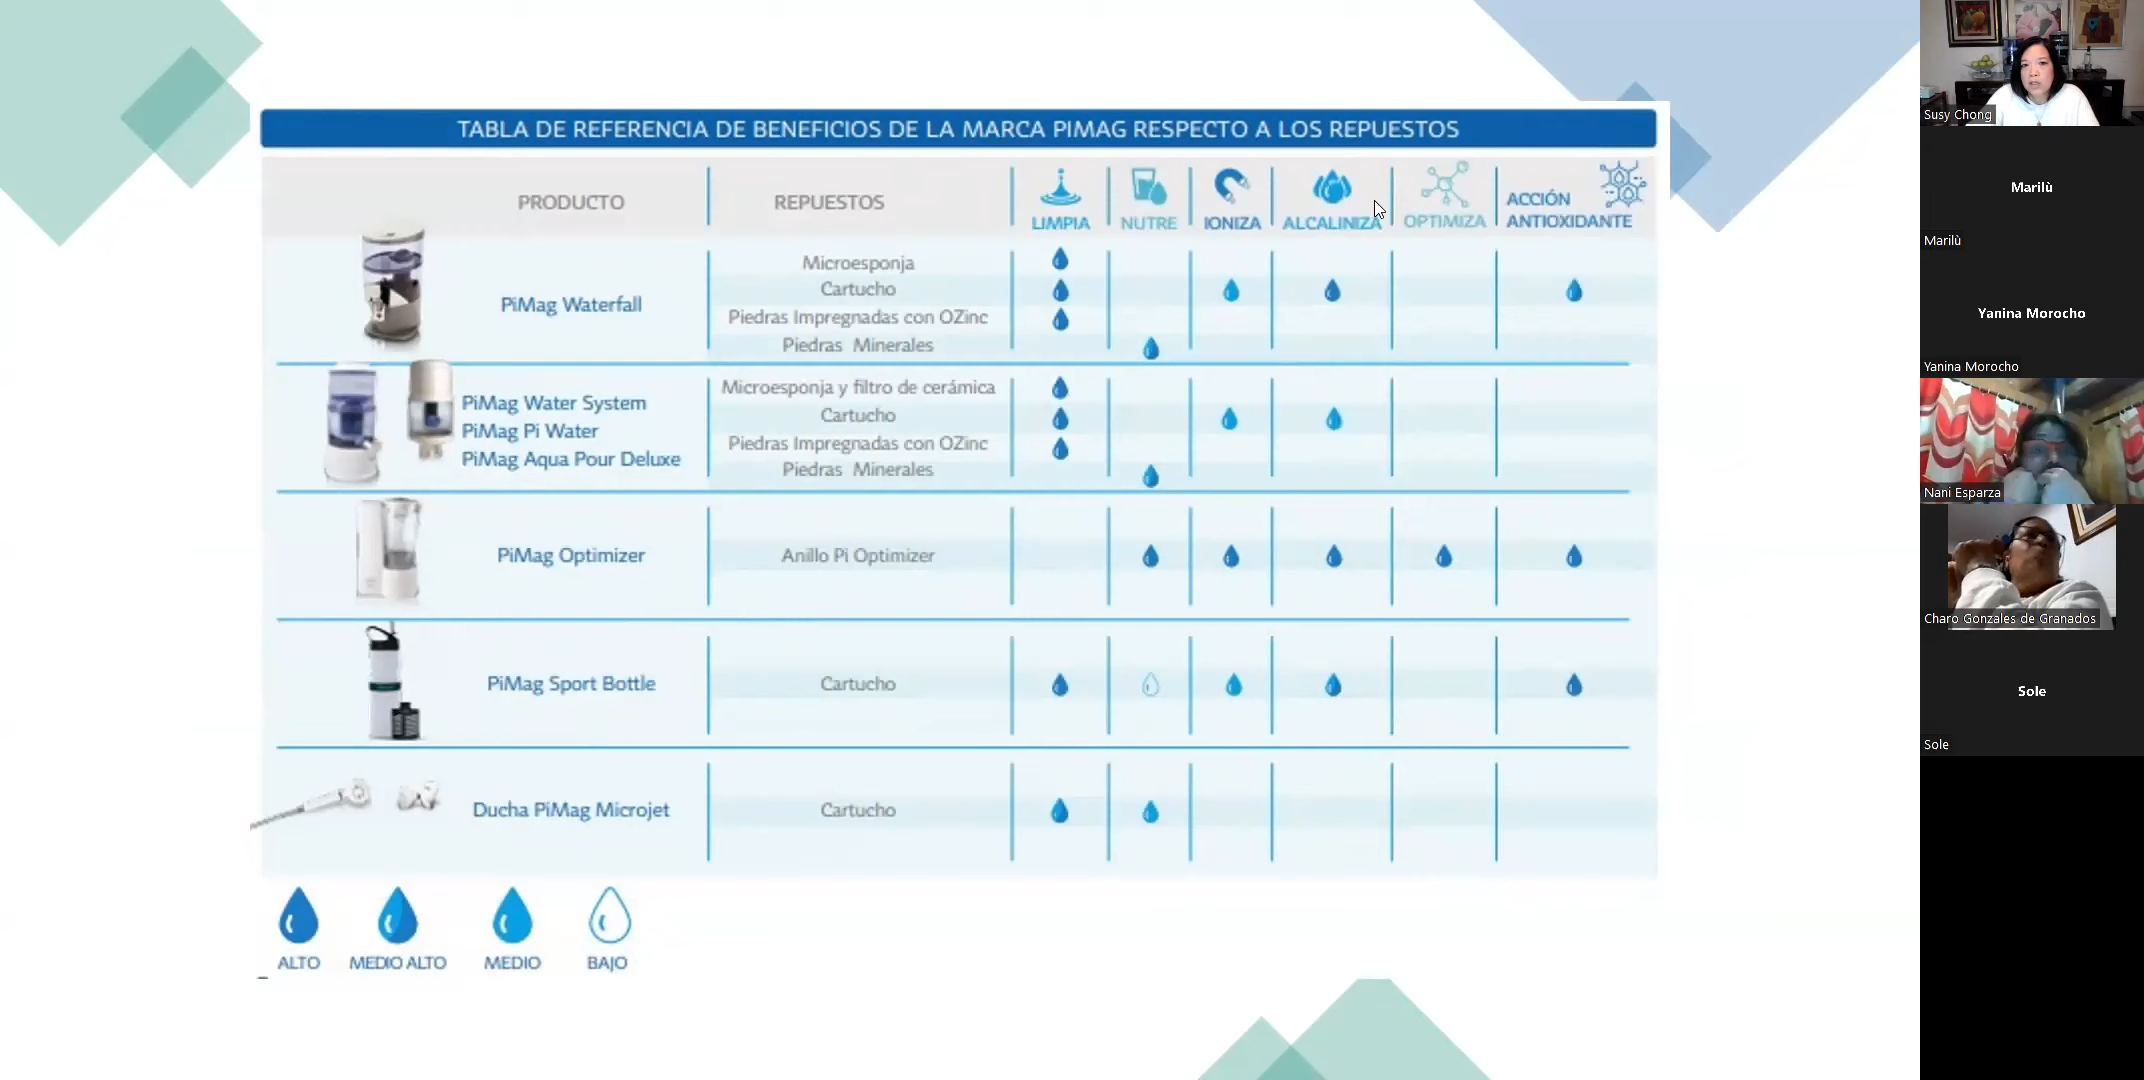 TABLA DE REFERENCIA DE BENEFICIOS DE LA MARCA PIMAG RESPECTO A LOS REPUESTOS
PRODUCTO
REPUESTOS
LIMPIA
NUTRE
IONIZA
ALCALINIZA
OPTIMIZA
ACCIÓN
ANTIOXIDANTE
PiMag Waterfall
Microesponja
Cartucho
Piedras Impregnadas con OZinc
Piedras Minerales
PiMag Water System
PiMag Pi Water
PiMag Aqua Pour Deluxe
Microesponja y filtro de cerámica
Cartucho
Piedras Impregnadas con OZinc
Piedras Minerales
PiMag Optimizer
Anillo Pi Optimizer
PiMag Sport Bottle
Cartucho
Ducha PiMag Microjet
Cartucho
ALTO
MEDIO ALTO
MEDIO
BAJO
Susy Chong
Marilù
Marilù
Yanina Morocho
Yanina Morocho
Nani Esparza
Charo Gonzales de Granados
Sole
Sole